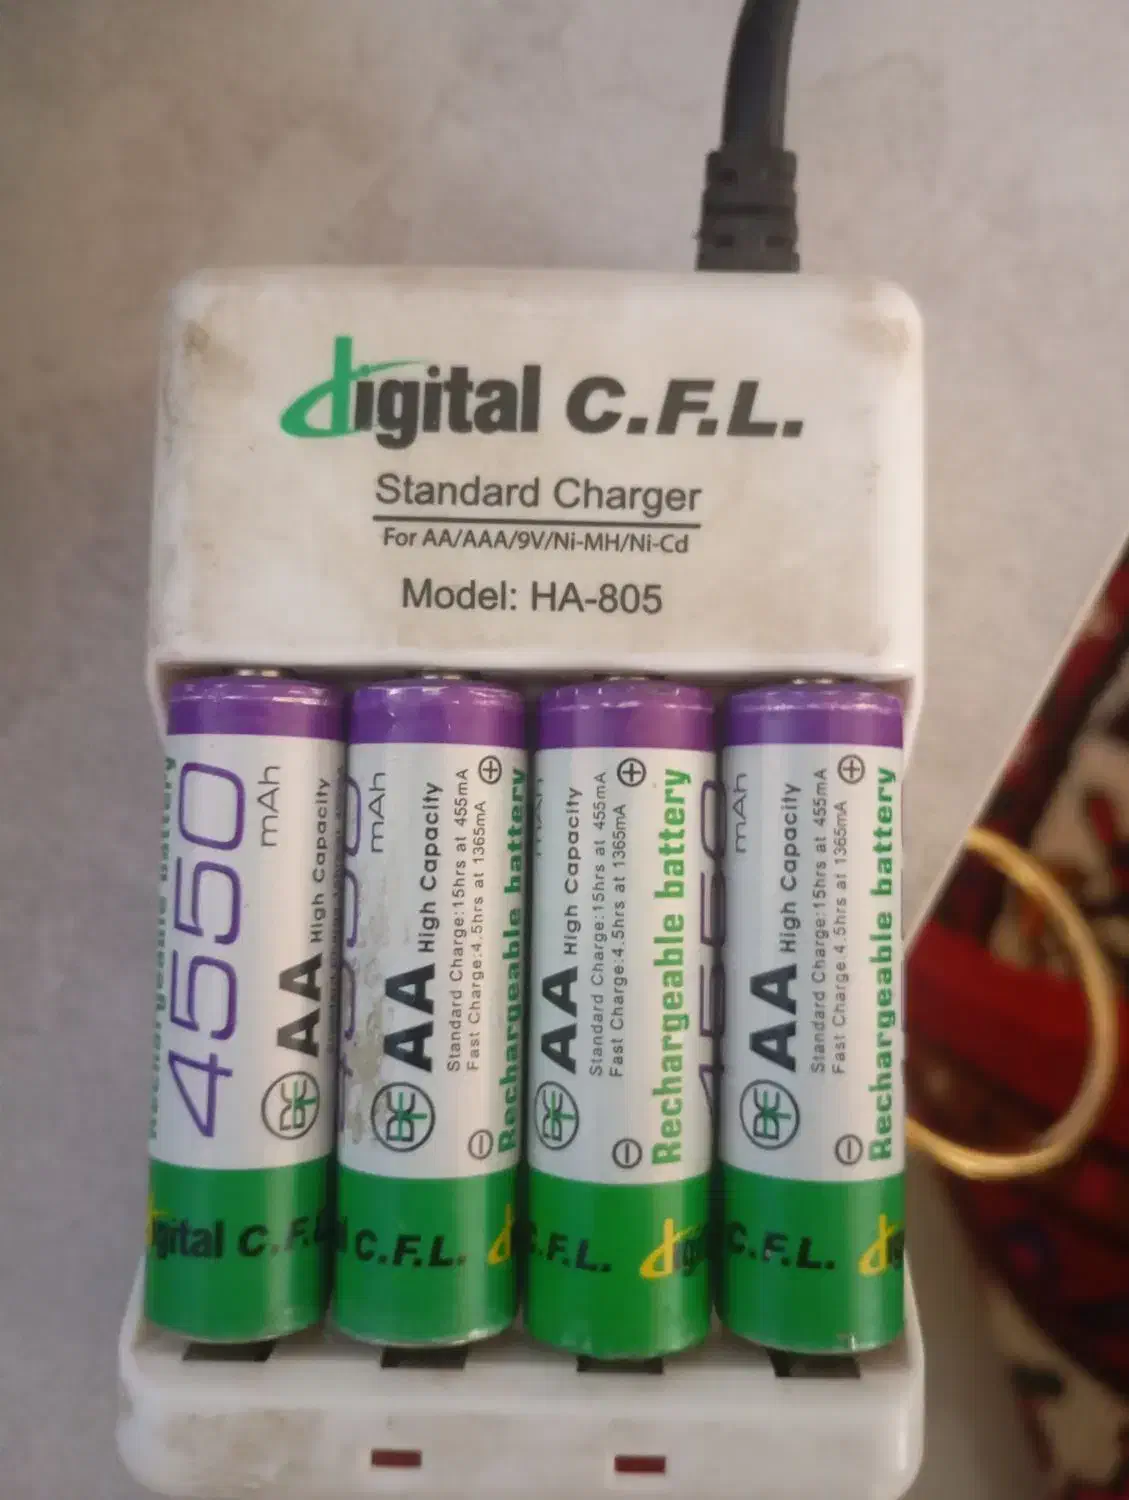 digital C.F.L.
Standard Charger
For AA/AAA/9V/Ni-MH/Ni-Cd
Model: HA-805
Rechargeable battery
4550
mAh
AA High Capacity
digital C.F.L.
mAh
AA High Capacity
Standard Charge:15hrs at 455mA
Fast Charge:4.5hrs at 1365mA
Rechargeable battery
C.F.L.
AA High Capacity
Standard Charge:15hrs at 455mA
Fast Charge:4.5hrs at 1365mA
Rechargeable battery
C.F.L.
4550
mAh
AA High Capacity
Standard Charge:15hrs at 455mA
Fast Charge:4.5hrs at 1365mA
Rechargeable battery
C.F.L.